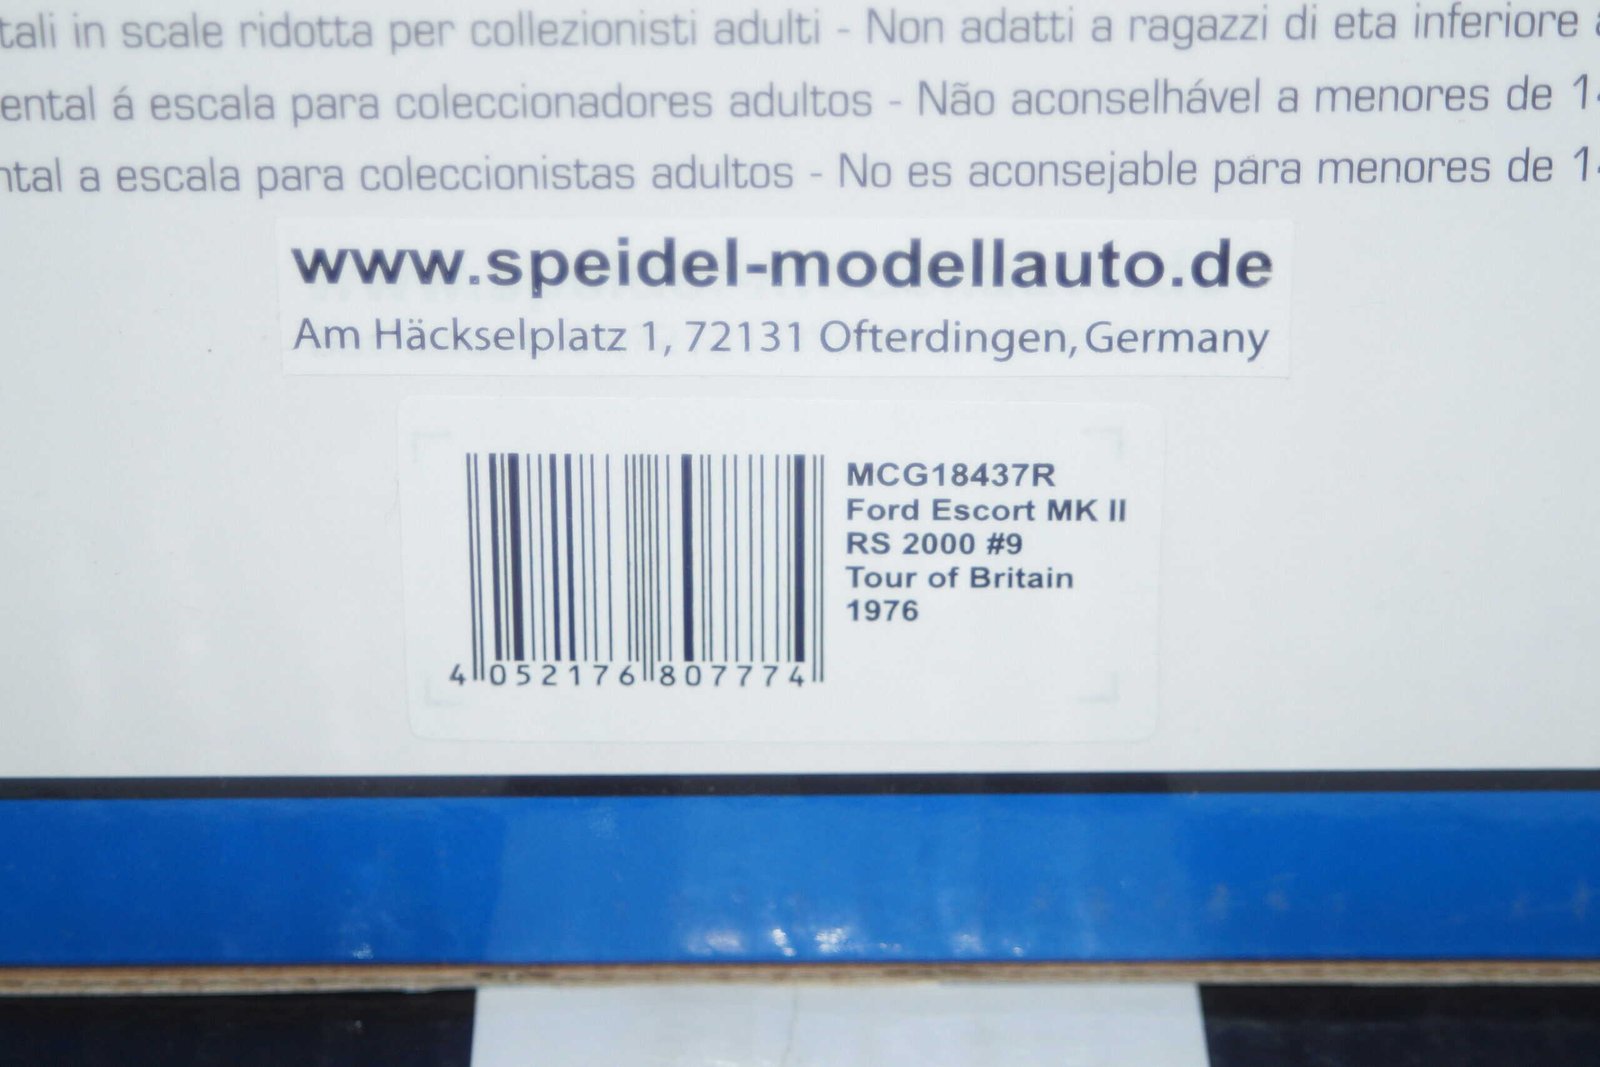 tali in scale ridotta per collezionisti adulti - Non adatti a ragazzi di eta inferiore a
ental á escala para coleccionadores adultos - Não aconselhável a menores de 14
ntal a escala para coleccionistas adultos - No es aconsejable para menores de 14
www.speidel-modellauto.de
Am Häckselplatz 1, 72131 Ofterdingen, Germany
MCG18437R
Ford Escort MK II
RS 2000 #9
Tour of Britain
1976
4 052176 807774